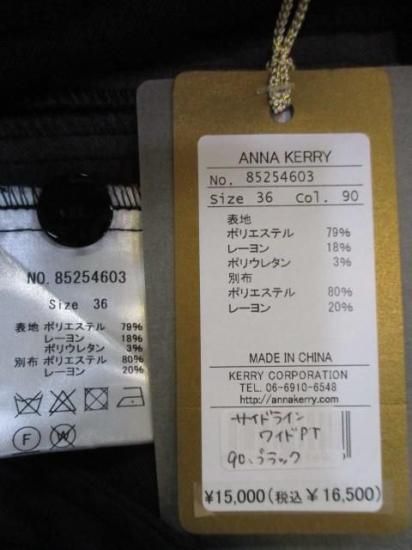 ANNA KERRY
No. 85254603
Size 36 Col. 90
表地
ポリエステル 79%
レーヨン 18%
ポリウレタン 3%
別布
ポリエステル 80%
レーヨン 20%
MADE IN CHINA
KERRY CORPORATION
TEL. 06-6910-6548
http://annakerry.com/
サイドライン
ワイドPT
90.ブラック
¥15,000(税込¥16,500)
NO. 85254603
Size 36
表地 ポリエステル 79%
レーヨン 18%
ポリウレタン 3%
別布 ポリエステル 80%
レーヨン 20%
F W